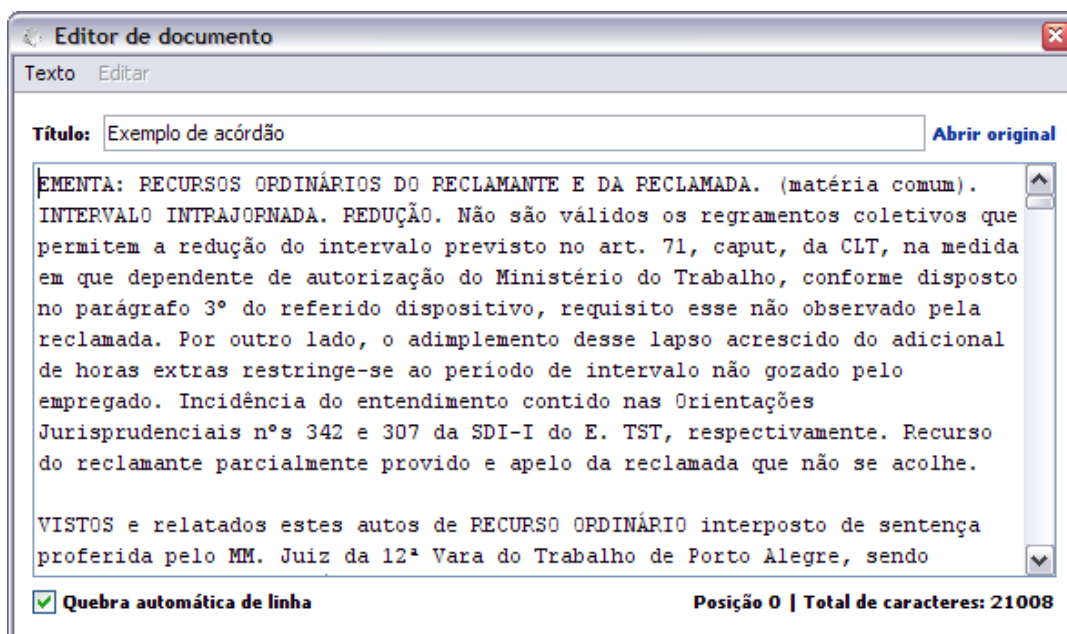 Editor de documento
Texto Editar
Título: Exemplo de acórdão Abrir original
EMENTA: RECURSOS ORDINÁRIOS DO RECLAMANTE E DA RECLAMADA. (matéria comum).
INTERVALO INTRAJORNADA. REDUÇÃO. Não são válidos os regramentos coletivos que
permitem a redução do intervalo previsto no art. 71, caput, da CLT, na medida
em que dependente de autorização do Ministério do Trabalho, conforme disposto
no parágrafo 3º do referido dispositivo, requisito esse não observado pela
reclamada. Por outro lado, o adimplemento desse lapso acrescido do adicional
de horas extras restringe-se ao período de intervalo não gozado pelo
empregado. Incidência do entendimento contido nas Orientações
Jurisprudenciais nºs 342 e 307 da SDI-I do E. TST, respectivamente. Recurso
do reclamante parcialmente provido e apelo da reclamada que não se acolhe.
VISTOS e relatados estes autos de RECURSO ORDINÁRIO interposto de sentença
proferida pelo MM. Juiz da 12ª Vara do Trabalho de Porto Alegre, sendo
Quebra automática de linha Posição 0 | Total de caracteres: 21008